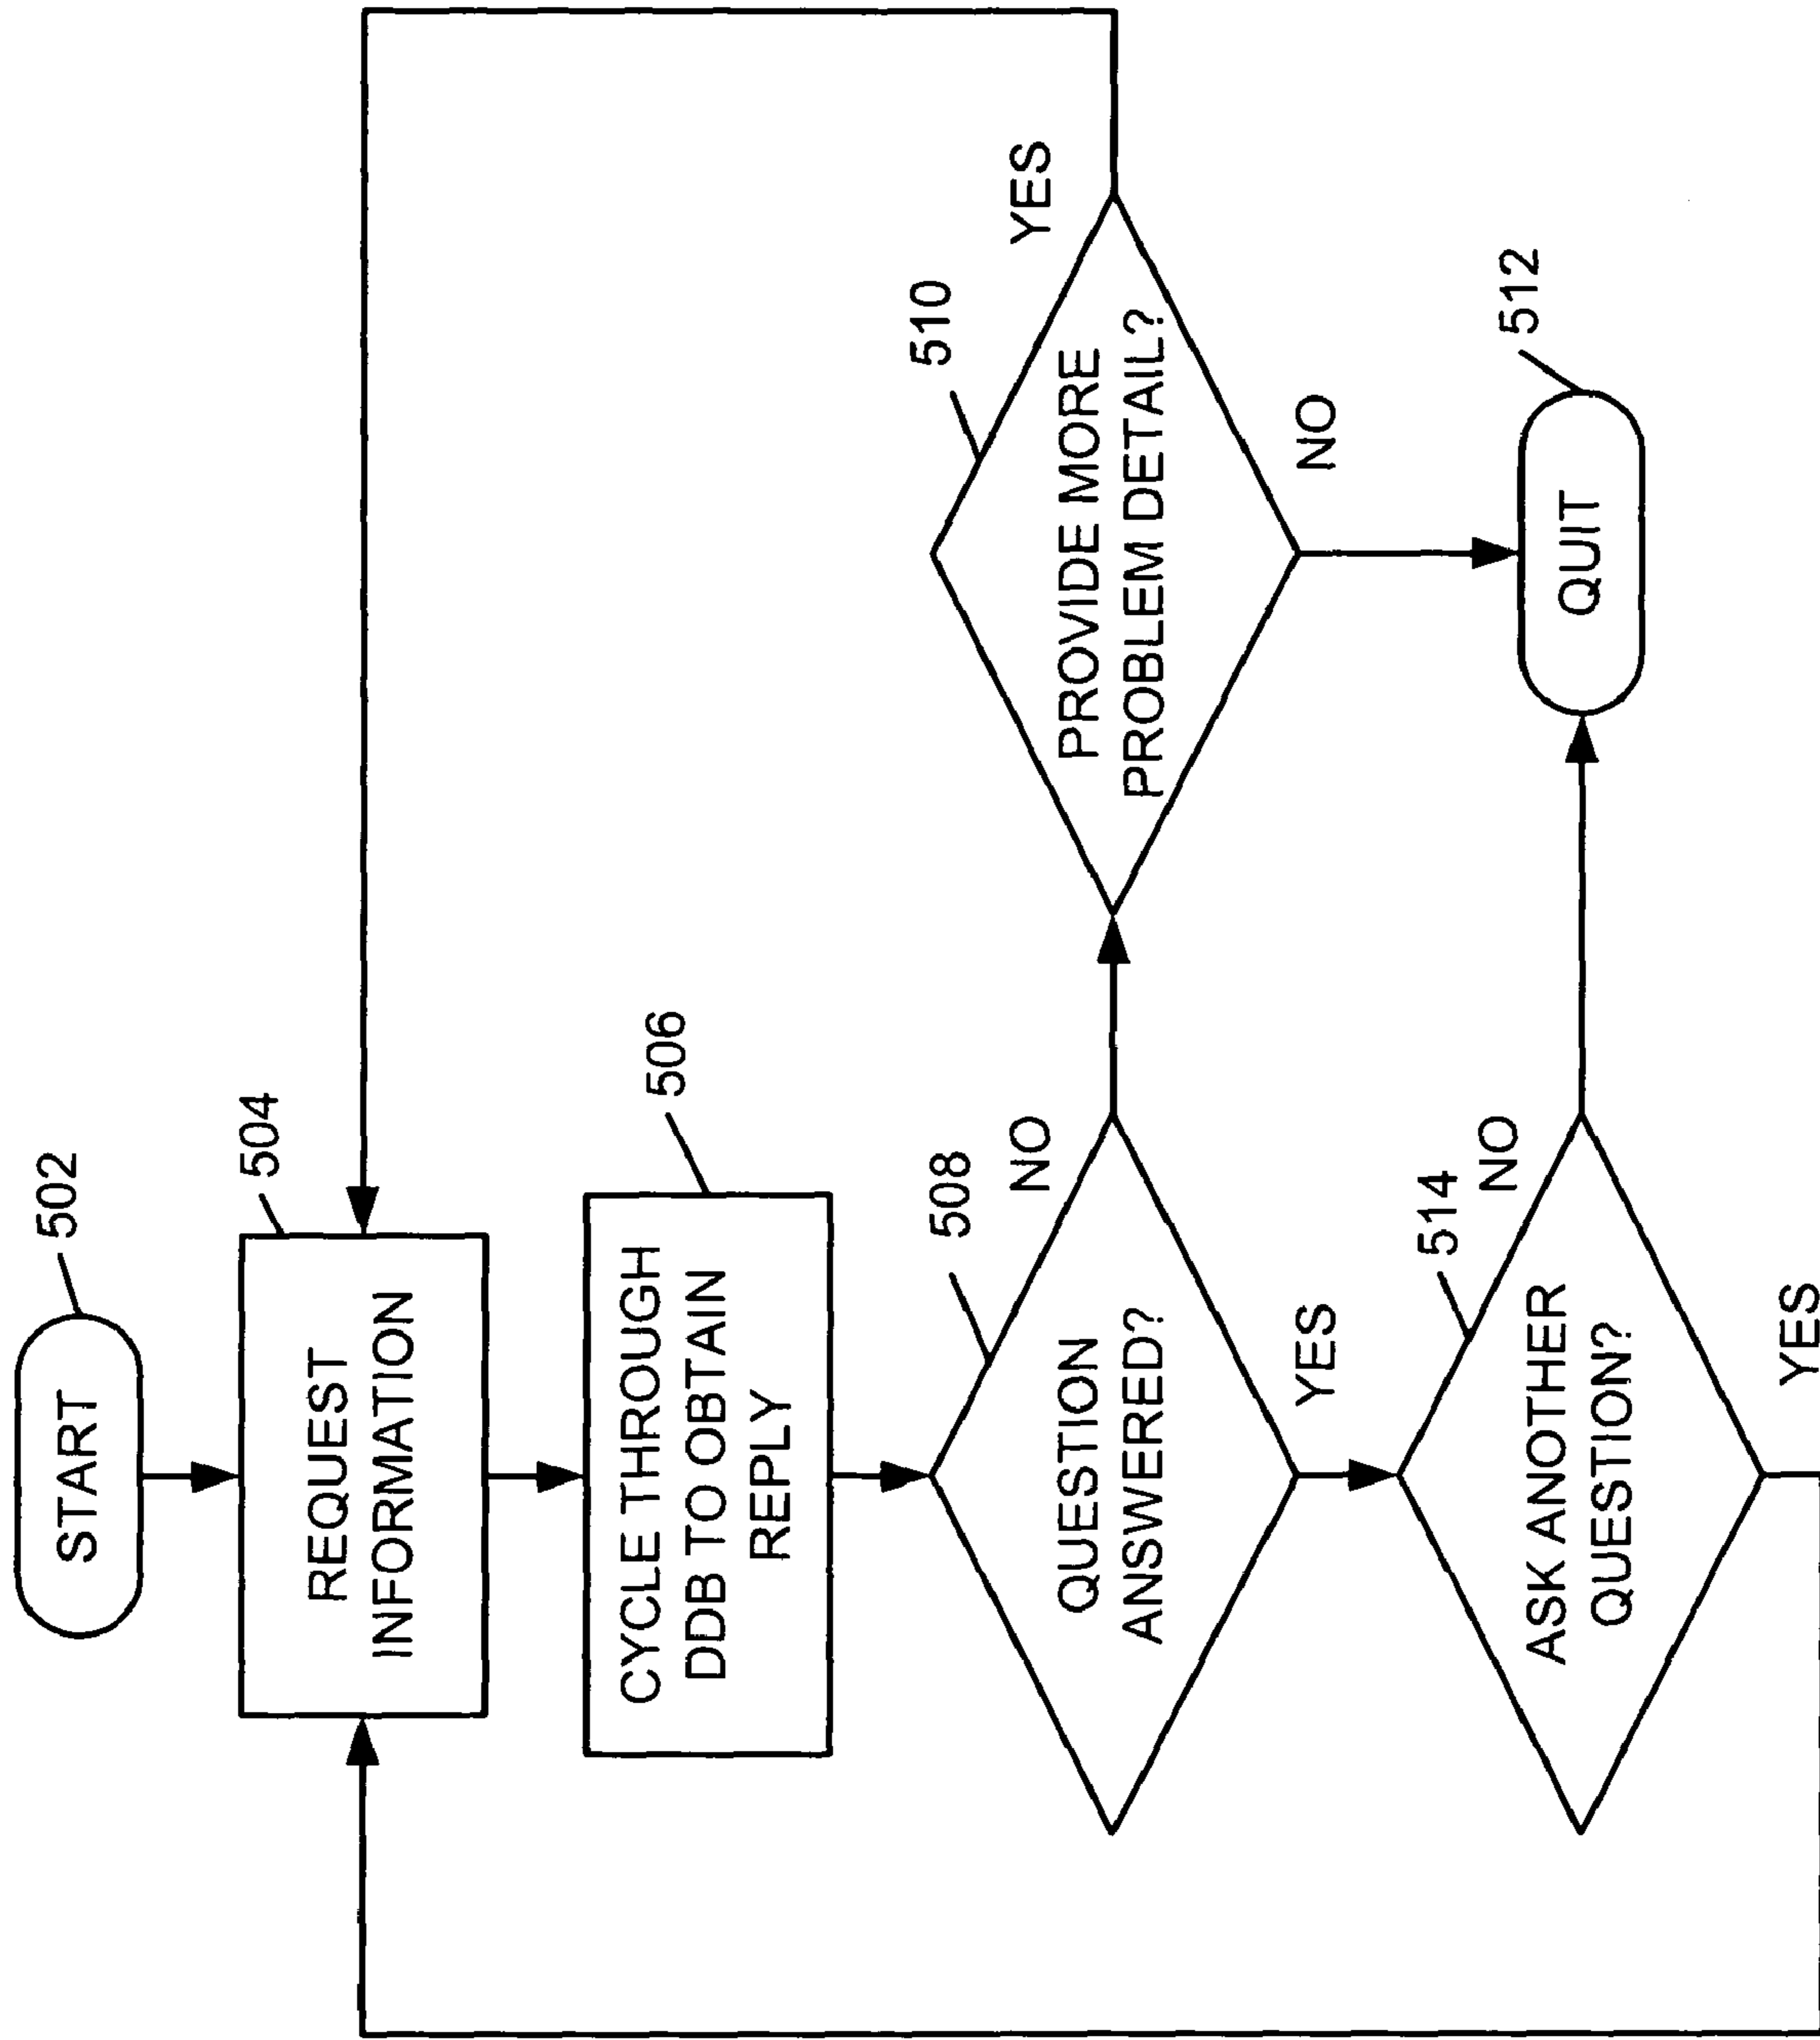 START
502
REQUEST
INFORMATION
504
CYCLE THROUGH
DDB TO OBTAIN
REPLY
506
QUESTION
ANSWERED?
508
NO
YES
PROVIDE MORE
PROBLEM DETAIL?
510
YES
NO
ASK ANOTHER
QUESTION?
514
NO
YES
QUIT
512